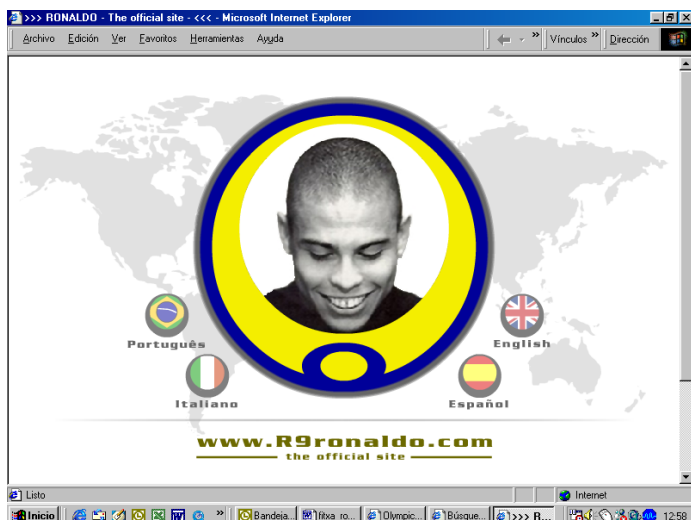 >>> RONALDO - The official site - <<< - Microsoft Internet Explorer
Archivo Edición Ver Favoritos Herramientas Ayuda » Vínculos » Dirección
Português
English
Italiano
Español
www.R9ronaldo.com
the official site
Listo Internet
Inicio » Bandeja... fitxa ro... Olympic... Búsque... >>> R... 12:58